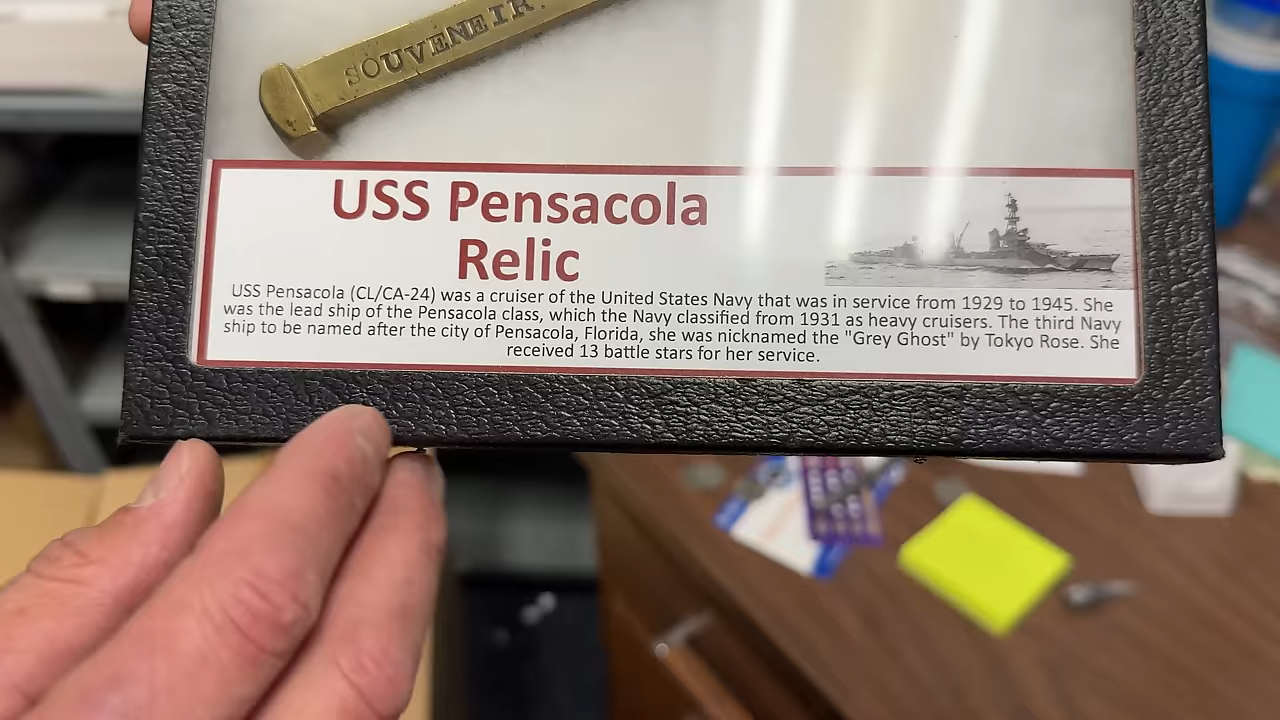 SOUVENEIR
USS Pensacola
Relic
USS Pensacola (CL/CA-24) was a cruiser of the United States Navy that was in service from 1929 to 1945. She
was the lead ship of the Pensacola class, which the Navy classified from 1931 as heavy cruisers. The third Navy
ship to be named after the city of Pensacola, Florida, she was nicknamed the "Grey Ghost" by Tokyo Rose. She
received 13 battle stars for her service.